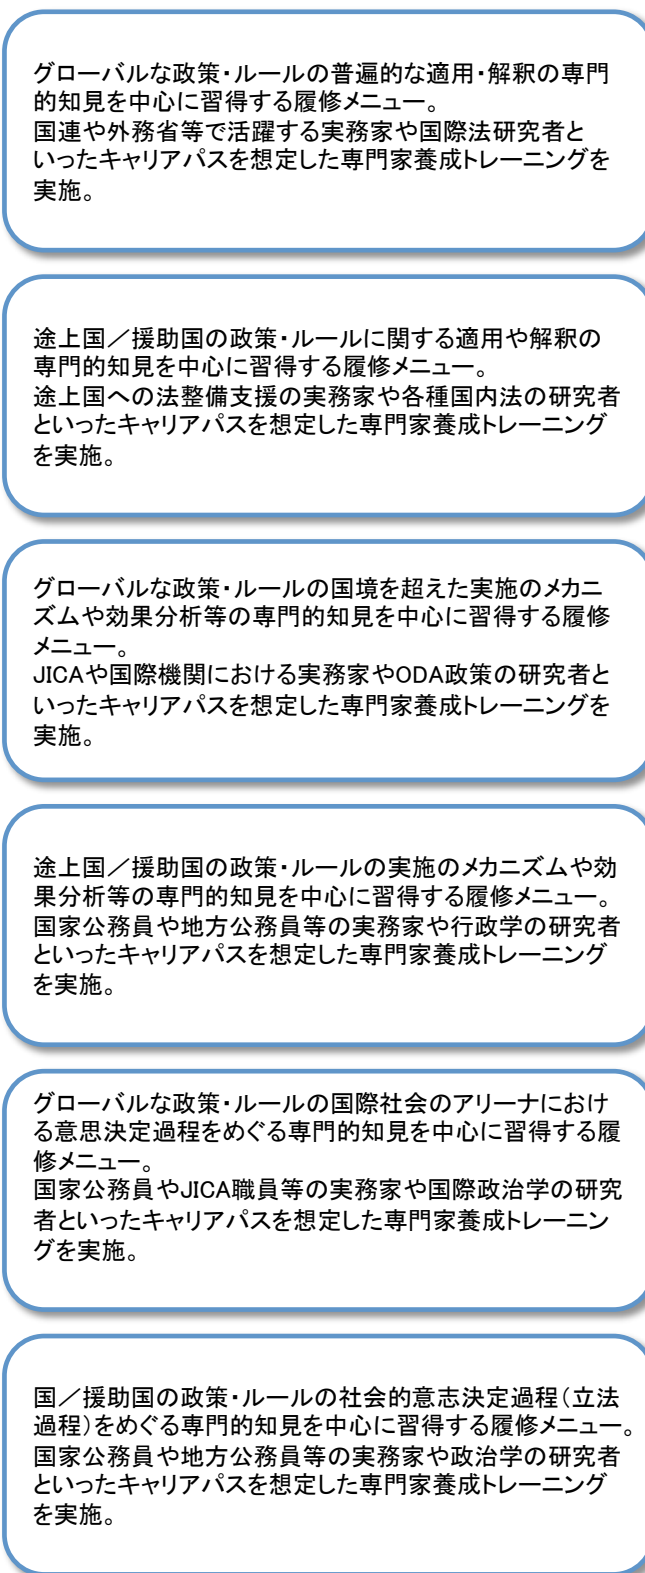 グローバルな政策・ルールの普遍的な適用・解釈の専門
的知見を中心に習得する履修メニュー。
国連や外務省等で活躍する実務家や国際法研究者と
いったキャリアパスを想定した専門家養成トレーニングを
実施。
途上国／援助国の政策・ルールに関する適用や解釈の
専門的知見を中心に習得する履修メニュー。
途上国への法整備支援の実務家や各種国内法の研究者
といったキャリアパスを想定した専門家養成トレーニング
を実施。
グローバルな政策・ルールの国境を超えた実施のメカニ
ズムや効果分析等の専門的知見を中心に習得する履修
メニュー。
JICAや国際機関における実務家やODA政策の研究者と
いったキャリアパスを想定した専門家養成トレーニングを
実施。
途上国／援助国の政策・ルールの実施のメカニズムや効
果分析等の専門的知見を中心に習得する履修メニュー。
国家公務員や地方公務員等の実務家や行政学の研究者
といったキャリアパスを想定した専門家養成トレーニング
を実施。
グローバルな政策・ルールの国際社会のアリーナにおけ
る意思決定過程をめぐる専門的知見を中心に習得する履
修メニュー。
国家公務員やJICA職員等の実務家や国際政治学の研究
者といったキャリアパスを想定した専門家養成トレーニン
グを実施。
国／援助国の政策・ルールの社会的意志決定過程（立法
過程）をめぐる専門的知見を中心に習得する履修メニュー。
国家公務員や地方公務員等の実務家や政治学の研究者
といったキャリアパスを想定した専門家養成トレーニング
を実施。